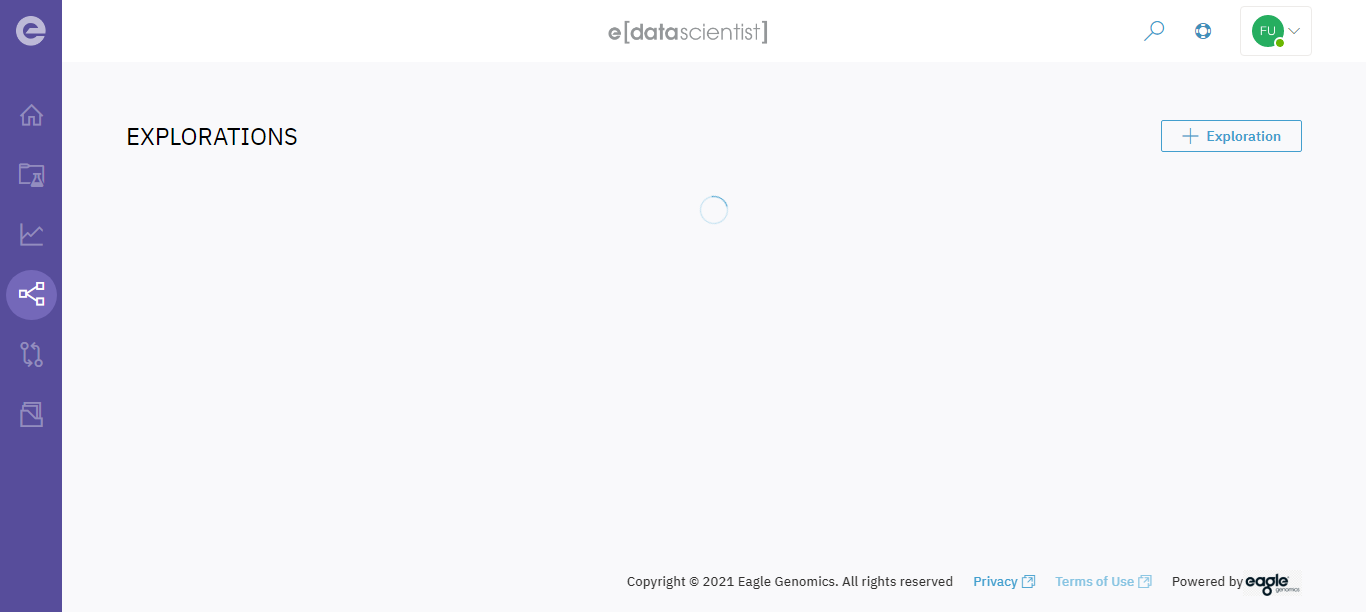 e[datascientist]
FU
EXPLORATIONS
Exploration
Copyright © 2021 Eagle Genomics. All rights reserved Privacy Terms of Use Powered by eagle genomics